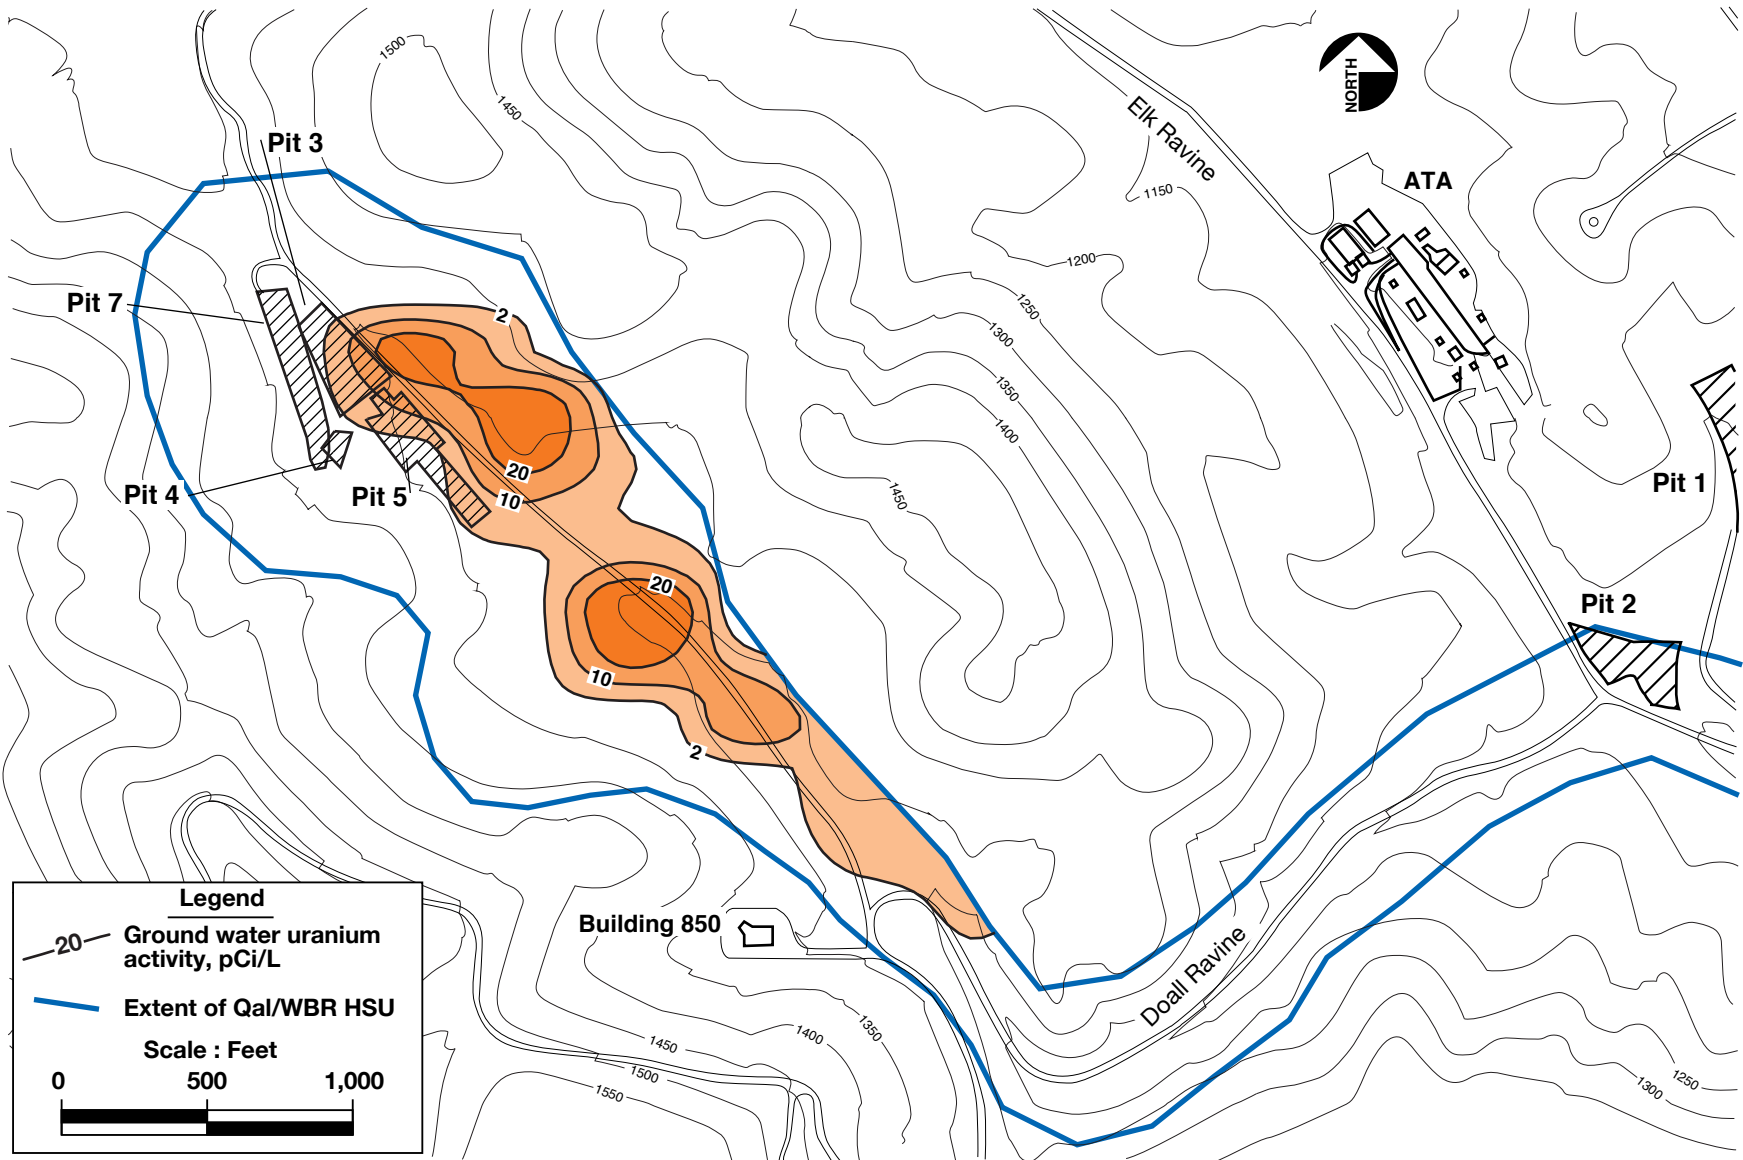 1500
1450
Pit 3
Elk Ravine
NORTH
ATA
1150
1200
Pit 7
2
1250
1300
1350
1400
20
10
Pit 4
Pit 5
1450
Pit 1
20
10
2
Pit 2
Building 850
Doall Ravine
1350
1400
1450
1500
1550
1250
1300
Legend
20
Ground water uranium
activity, pCi/L
Extent of Qal/WBR HSU
Scale : Feet
0 500 1,000